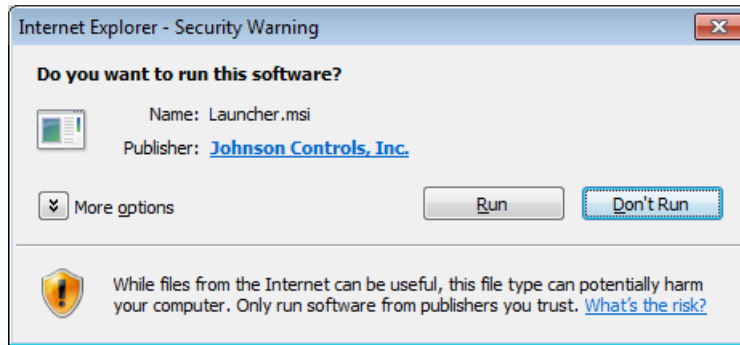 Internet Explorer - Security Warning
Do you want to run this software?
Name: Launcher.msi
Publisher: Johnson Controls, Inc.
More options
Run
Don't Run
While files from the Internet can be useful, this file type can potentially harm
your computer. Only run software from publishers you trust. What's the risk?